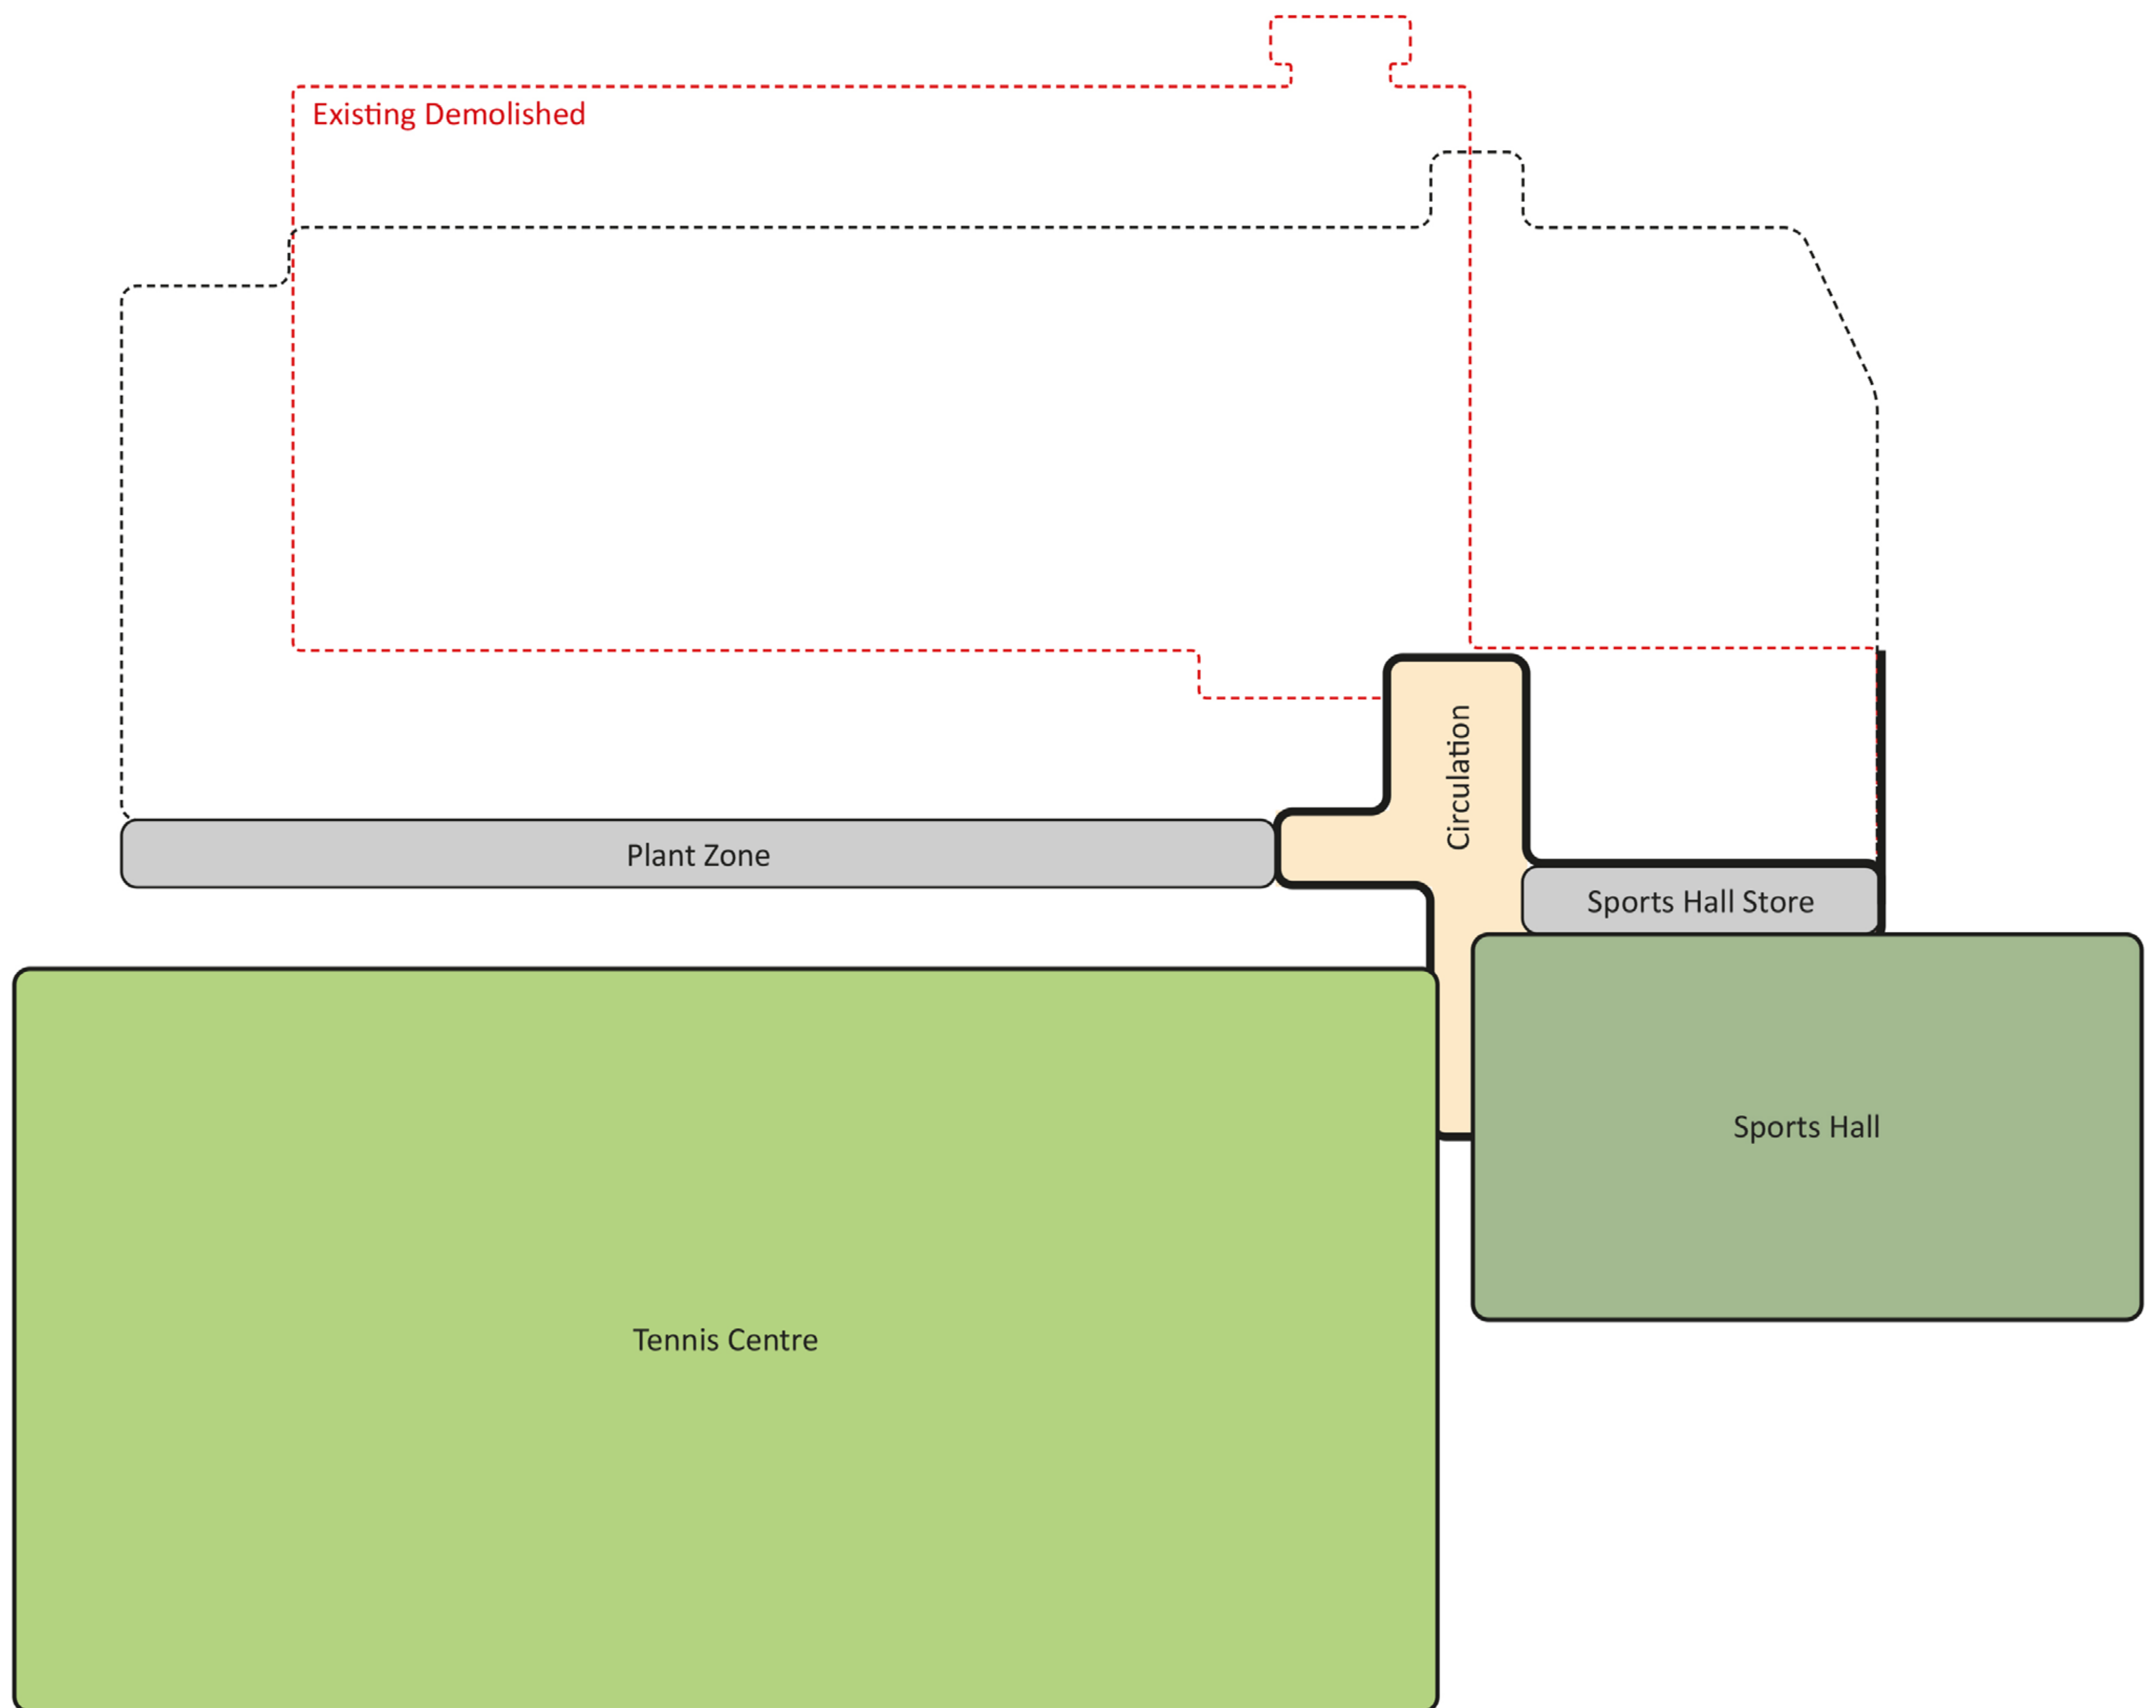 Existing Demolished
Circulation
Plant Zone
Sports Hall Store
Sports Hall
Tennis Centre